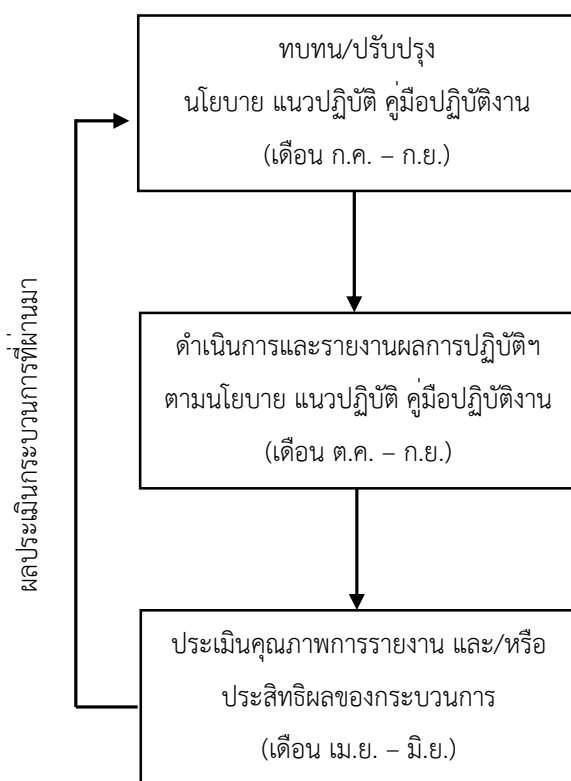 ทบทน/ปรับปรุง
นโยบาย แนวปฏิบัติ คู่มือปฏิบัติงาน
(เดือน ก.ค. – ก.ย.)
ดำเนินการและรายงานผลการปฏิบัติฯ
ตามนโยบาย แนวปฏิบัติ คู่มือปฏิบัติงาน
(เดือน ต.ค. – ก.ย.)
ประเมินคุณภาพการรายงาน และ/หรือ
ประสิทธิผลของกระบวนการ
(เดือน เม.ย. – มิ.ย.)
ผลประเมินกระบวนการที่ผ่านมา